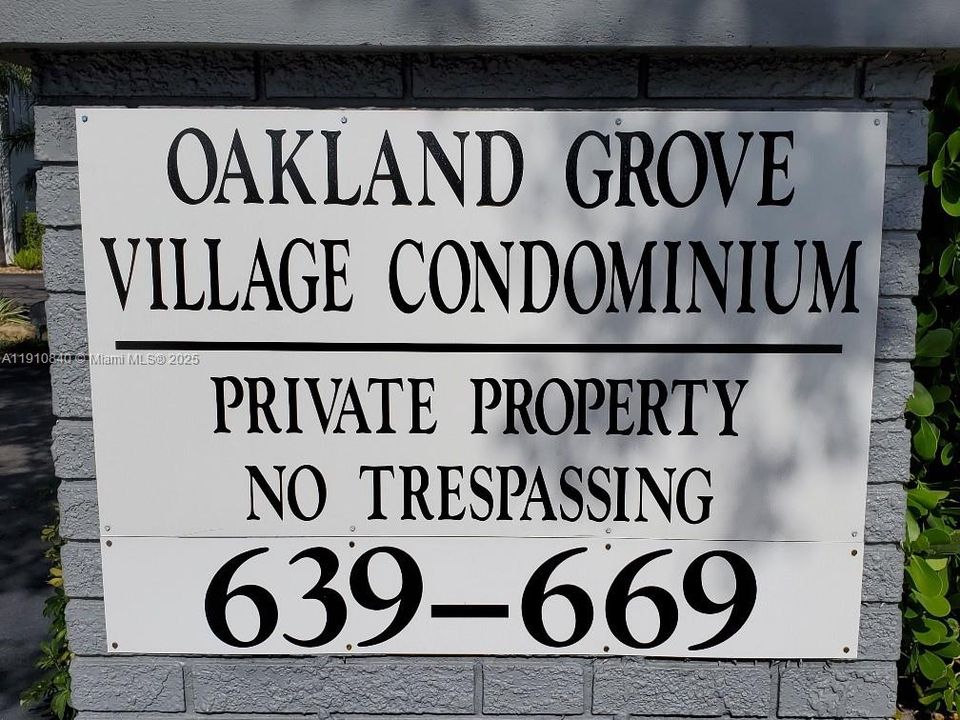 OAKLAND GROVE
VILLAGE CONDOMINIUM
A11910840 © Miami MLS® 2025
PRIVATE PROPERTY
NO TRESPASSING
639-669